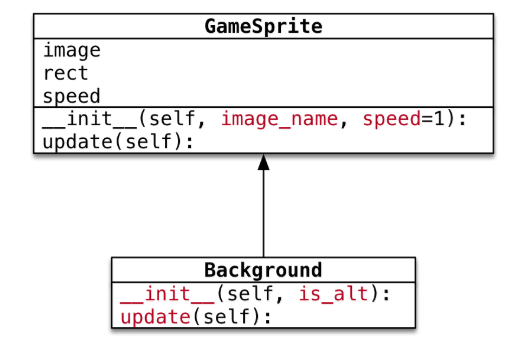 GameSprite
image
rect
speed
__init__(self, image_name, speed=1):
update(self):
Background
__init__(self, is_alt):
update(self):